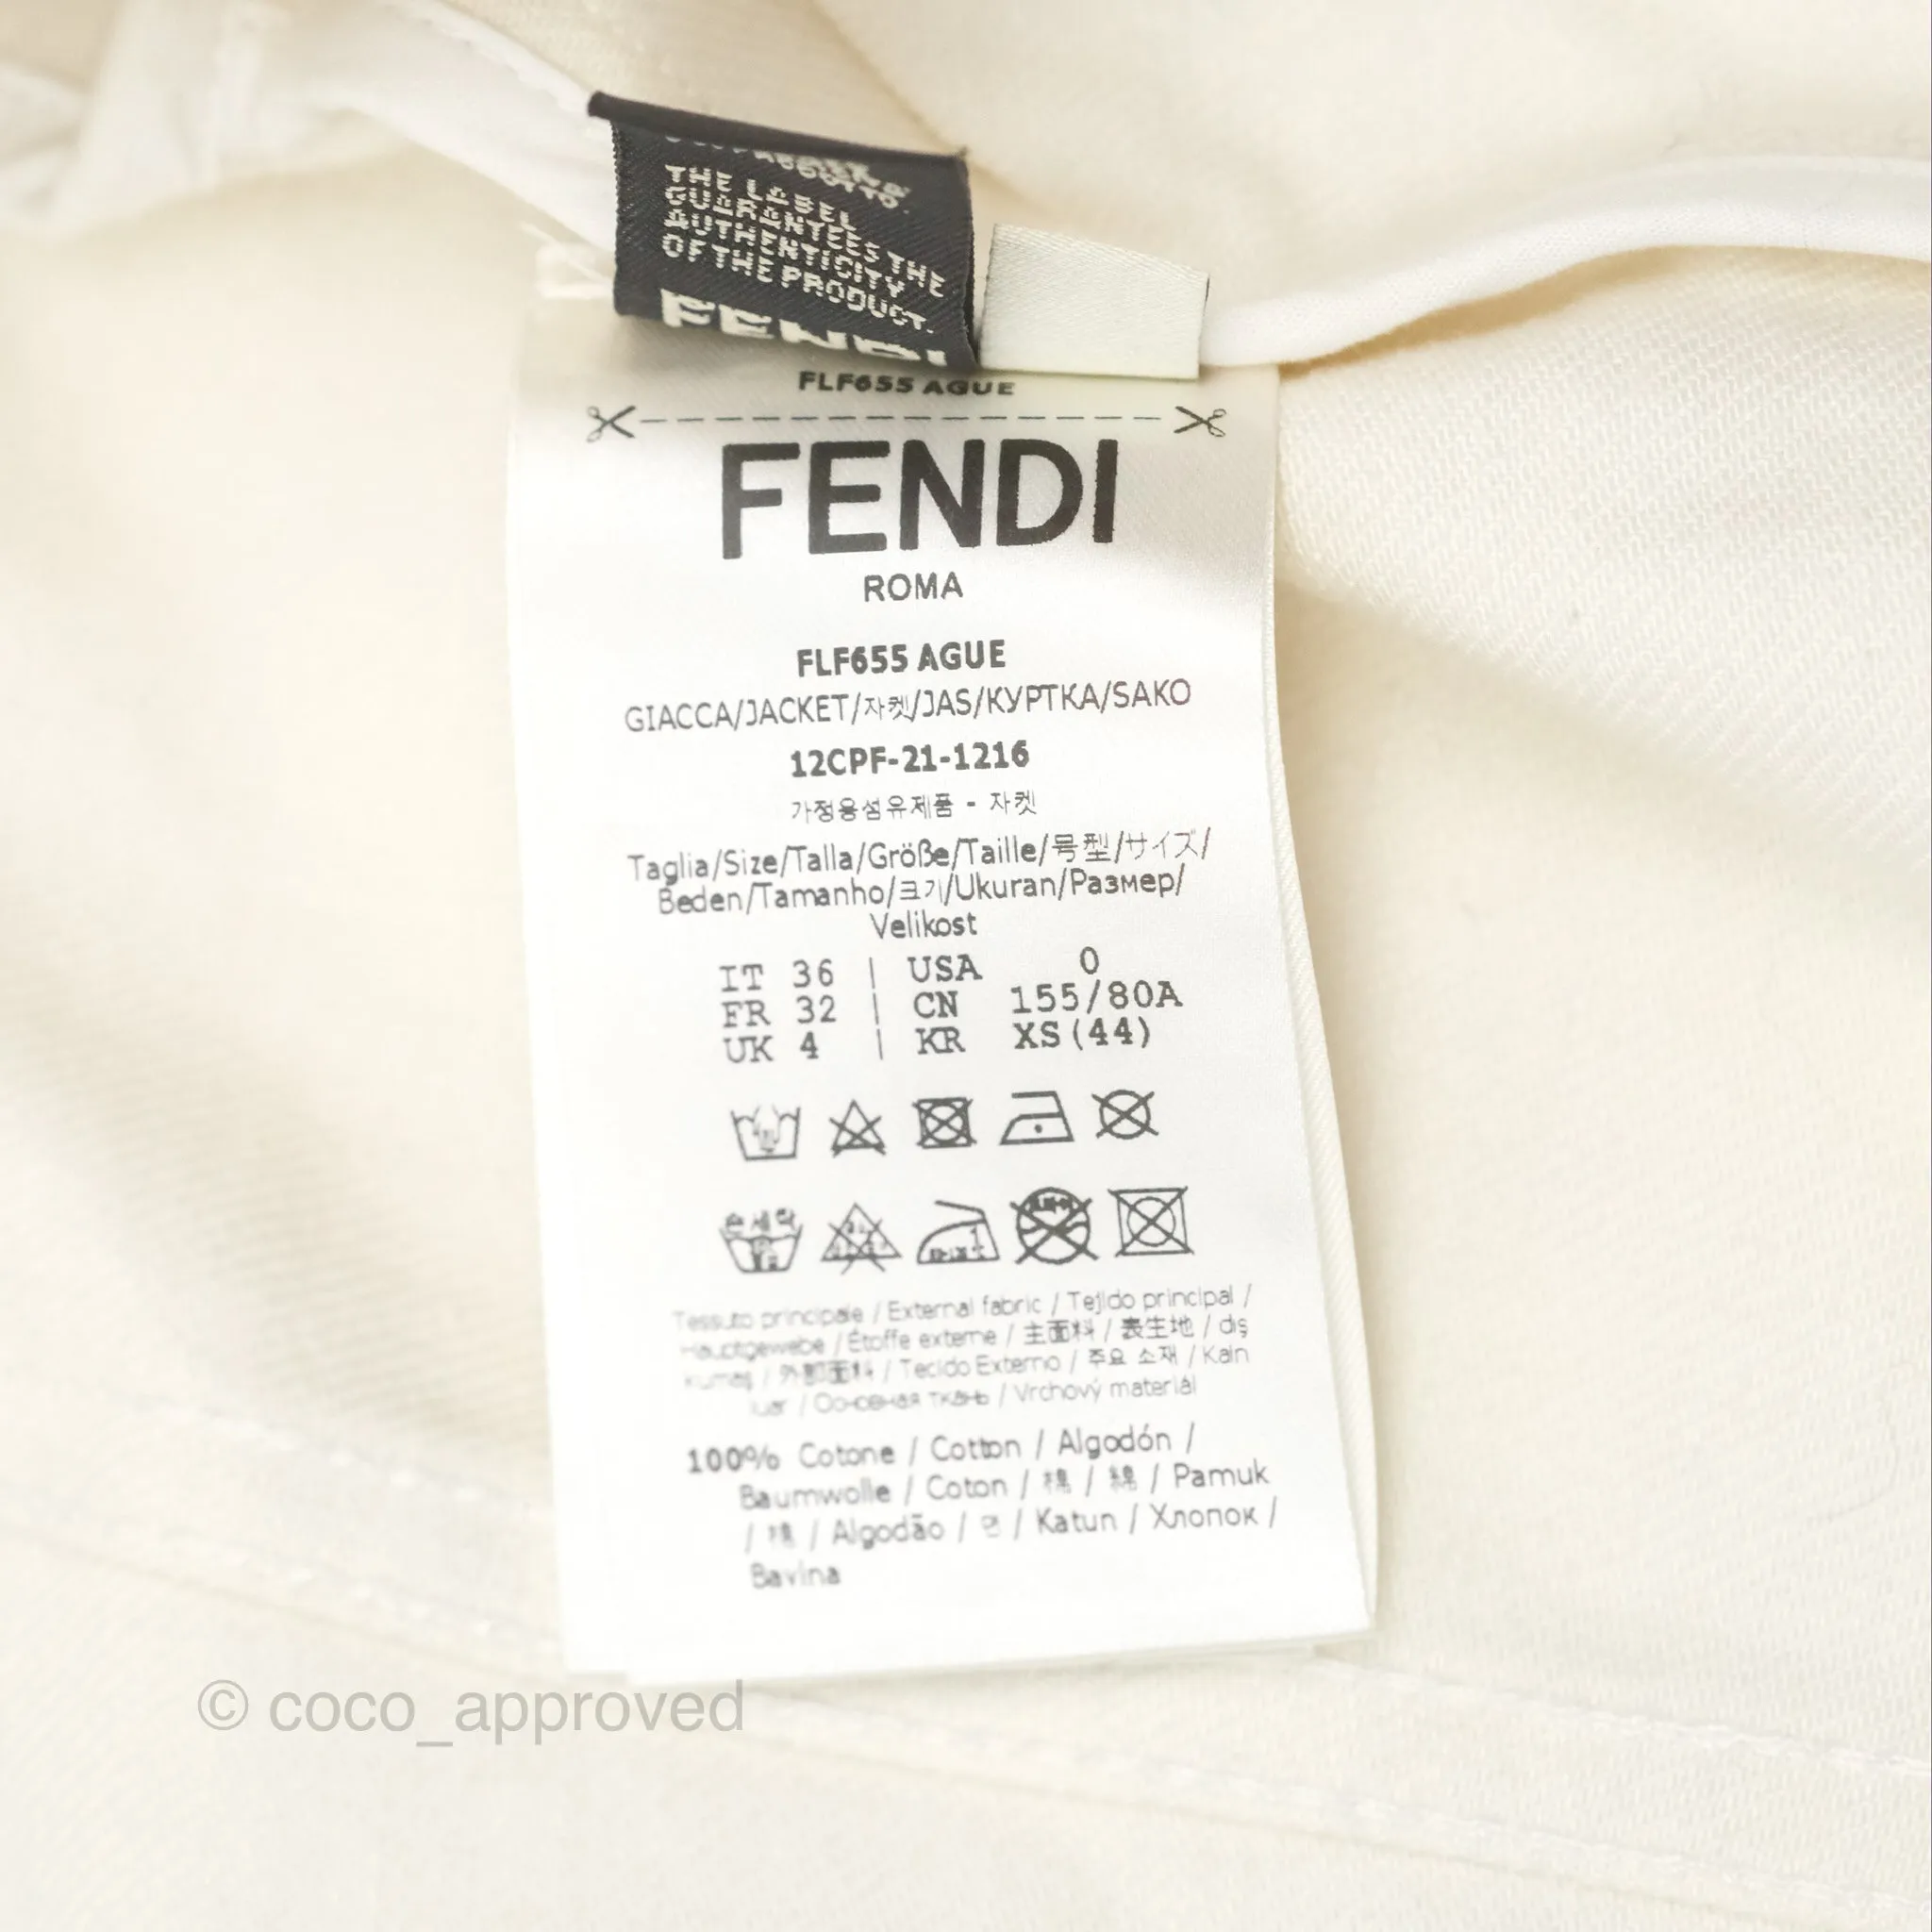 THE LABEL
GUARANTEES THE
AUTHENTICITY
OF THE PRODUCT.
FENDI
FLF655 AGUE
FENDI
ROMA
FLF655 AGUE
GIACCA/JACKET/자켓/JAS/КУРТКА/SAKO
12CPF-21-1216
가정용섬유제품 - 자켓
Taglia/Size/Talla/Größe/Taille/号型/サイズ/
Beden/Tamanho/크기/Ukuran/Размер/
Velikost
IT 36 | USA 0
FR 32 | CN 155/80A
UK 4 | KR XS(44)
손세탁
Tessuto principale / External fabric / Tejido principal /
Hauptgewebe / Étoffe externe / 主面料 / 表生地 / dış
kumaş / 外部面料 / Tecido Externo / 주요 소재 / Kain
luar / Основная ткань / Vrchový materiál
100% Cotone / Cotton / Algodón /
Baumwolle / Coton / 棉 / 綿 / Pamuk
/ 棉 / Algodão / 면 / Katun / Хлопок /
Bavlna
© coco_approved